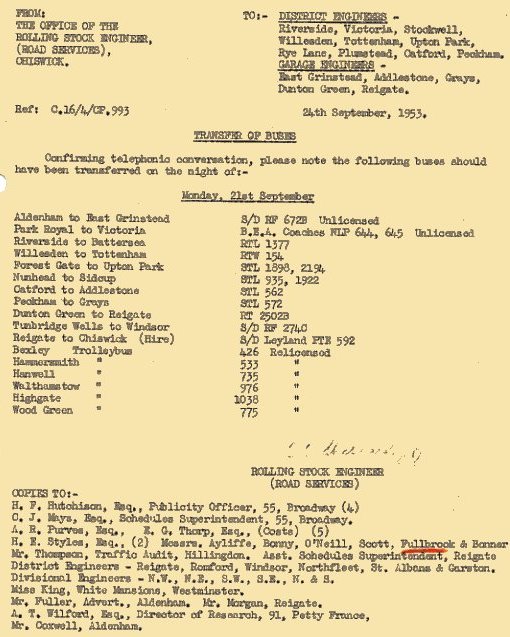 FROM:
THE OFFICE OF THE
ROLLING STOCK ENGINEER,
(ROAD SERVICES),
CHISWICK.
TO:- DISTRICT ENGINEERS -
Riverside, Victoria, Stockwell,
Willesden, Tottenham, Upton Park,
Rye Lane, Plumstead, Catford, Peckham.
GARAGE ENGINEERS -
East Grinstead, Addlestone, Grays,
Dunton Green, Reigate.
Ref: C.16/4/CF.993
24th September, 1953.
TRANSFER OF BUSES
Confirming telephonic conversation, please note the following buses should
have been transferred on the night of:-
Monday, 21st September
Aldenham to East Grinstead S/D RF 672B Unlicensed
Park Royal to Victoria B.E.A. Coaches NLP 644, 645 Unlicensed
Riverside to Battersea RTL 1377
Willesden to Tottenham RTW 154
Forest Gate to Upton Park STL 1898, 2194
Nunhead to Sidcup STL 935, 1922
Catford to Addlestone STL 562
Peckham to Grays STL 572
Dunton Green to Reigate RT 2502B
Tunbridge Wells to Windsor S/D RF 274C
Reigate to Chiswick (Hire) S/D Leyland PTE 592
Bexley Trolleybus 426 Relicensed
Hammersmith " 533 "
Hanwell " 735 "
Walthamstow " 976 "
Highgate " 1038 "
Wood Green " 775 "
ROLLING STOCK ENGINEER
(ROAD SERVICES)
COPIES TO:-
H. F. Hutchison, Esq., Publicity Officer, 55, Broadway (4)
C. J. Mays, Esq., Schedules Superintendent, 55, Broadway.
A. R. Purves, Esq., E. G. Thorp, Esq., (Costs) (5)
H. E. Styles, Esq., (2) Messrs. Ayliffe, Bonny, O'Neill, Scott, Fullbrook & Bonner
Mr. Thompson, Traffic Audit, Hillingdon. Asst. Schedules Superintendent, Reigate
District Engineers - Reigate, Romford, Windsor, Northfleet, St. Albans & Garston.
Divisional Engineers - N.W., N.E., S.W., S.E., N. & S.
Miss King, White Mansions, Westminster.
Mr. Fuller, Advert., Aldenham. Mr. Morgan, Reigate.
A. T. Wilford, Esq., Director of Research, 91, Petty France,
Mr. Coxwell, Aldenham.